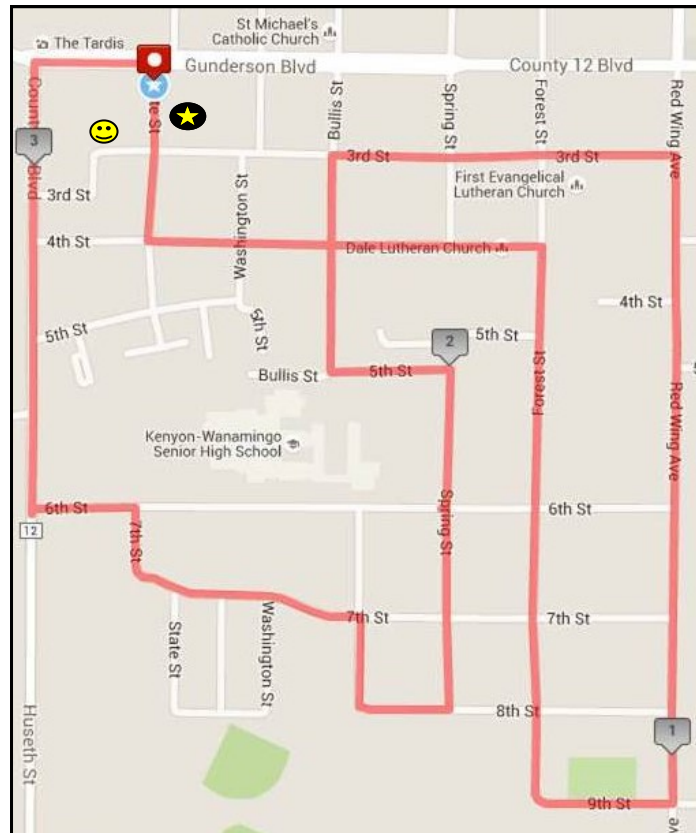 St Michael's
Catholic Church
The Tardis
Gunderson Blvd
County 12 Blvd
Count
Blvd
te St
Bullis St
Spring St
Forest St
Red Wing Ave
3
3rd St
3rd St
3rd St
First Evangelical
Lutheran Church
Washington St
4th St
Dale Lutheran Church
4th St
5th St
5th St
5th St
2
Bullis St
5th St
Forest St
Red Wing Ave
Kenyon-Wanamingo
Senior High School
6th St
6th St
Spring St
12
7th St
7th St
7th St
State St
Washington St
8th St
1
Huseth St
9th St
ve